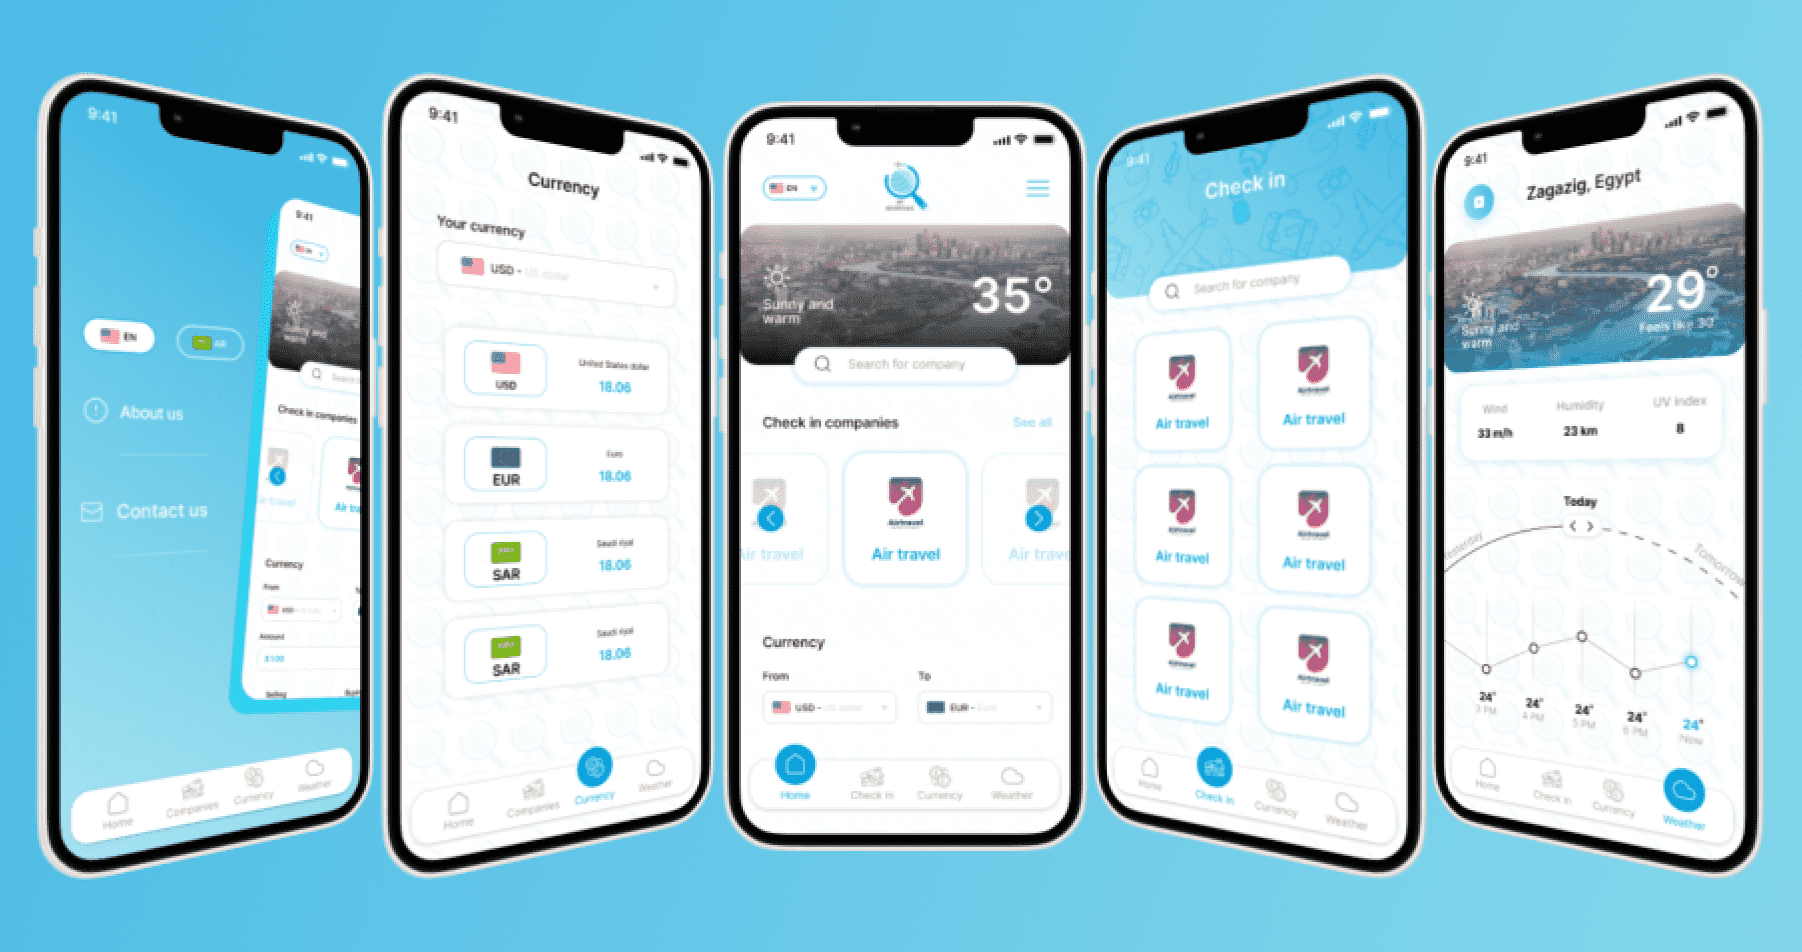 9:41
EN
AR
About us
Contact us
9:41
EN
Sunny and
warm
Search
Check in companies
Air travel
Air tra
Currency
From
USD
Amount
$ 100
Selling
Home
Companies
Currency
Weather
9:41
Currency
Your currency
USD - US dollar
USD
United States dollar
18.06
EUR
Euro
18.06
SAR
Saudi riyal
18.06
SAR
Saudi riyal
18.06
Home
Companies
Currency
Weather
9:41
EN
35°
Sunny and
warm
Search for company
Check in companies
See all
Air travel
Airtravel
Air travel
Air trave
Currency
From
To
USD - US dollar
EUR - Euro
Home
Check in
Currency
Weather
9:41
Check in
Search for company
Airtravel
Air travel
Airtravel
Air travel
Airtravel
Air travel
Airtravel
Air travel
Airtravel
Air travel
Airtravel
Air travel
Home
Check in
Currency
Weather
9:41
Zagazig, Egypt
29°
Feels like 30°
Sunny and
warm
Wind
Humidity
UV index
33 m/h
23 km
8
Today
Yesterday
Tomorrow
24°
3 PM
24°
4 PM
24°
5 PM
24°
6 PM
24°
Now
Home
Check in
Currency
Weather